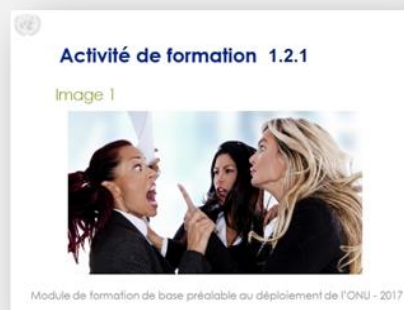 Activité de formation 1.2.1
Image 1
Module de formation de base préalable au déploiement de l'ONU - 2017